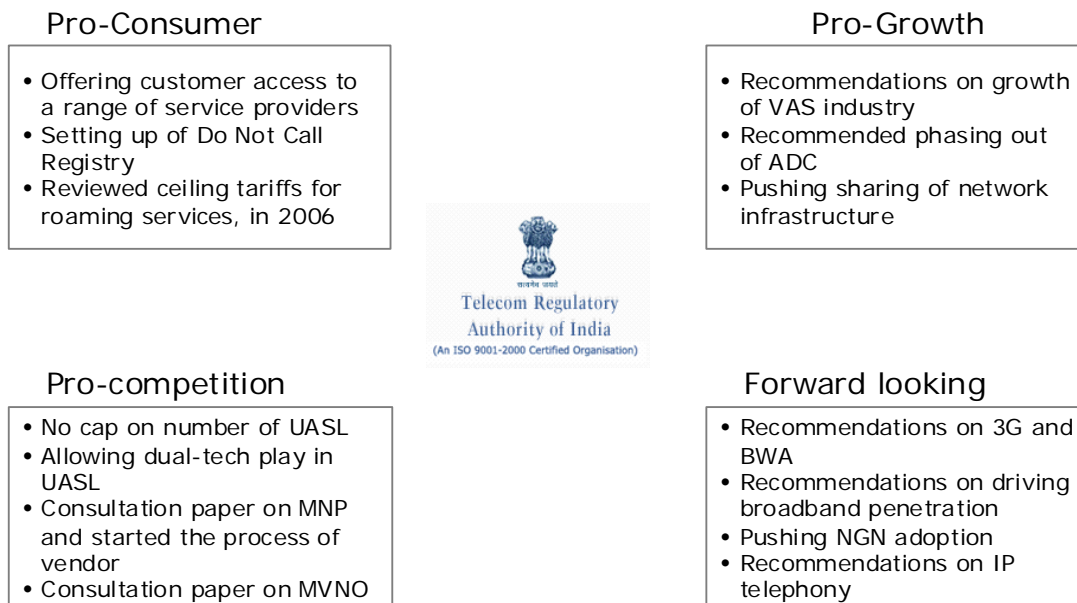 Pro-Consumer
• Offering customer access to
a range of service providers
• Setting up of Do Not Call
Registry
• Reviewed ceiling tariffs for
roaming services, in 2006
Pro-Growth
• Recommendations on growth
of VAS industry
• Recommended phasing out
of ADC
• Pushing sharing of network
infrastructure
सत्यमेव जयते
Telecom Regulatory
Authority of India
(An ISO 9001-2000 Certified Organisation)
Pro-competition
• No cap on number of UASL
• Allowing dual-tech play in
UASL
• Consultation paper on MNP
and started the process of
vendor
• Consultation paper on MVNO
Forward looking
• Recommendations on 3G and
BWA
• Recommendations on driving
broadband penetration
• Pushing NGN adoption
• Recommendations on IP
telephony